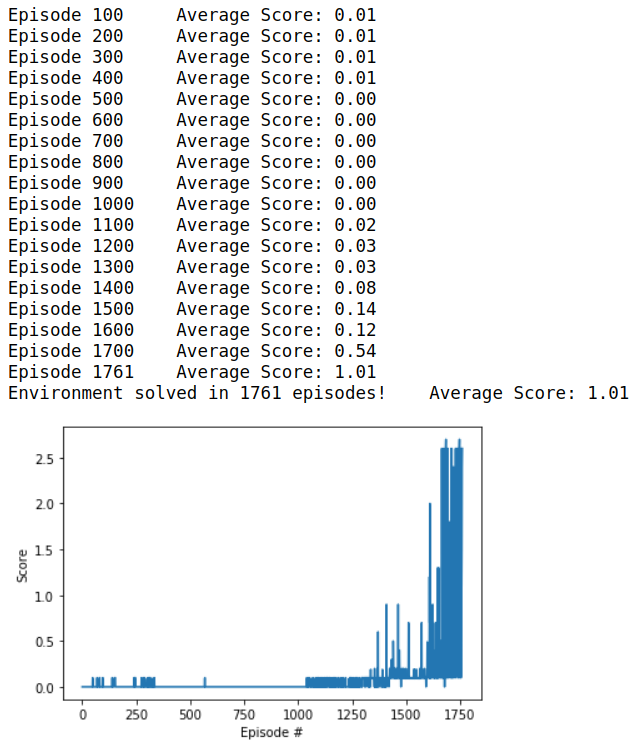 Episode 100 Average Score: 0.01
Episode 200 Average Score: 0.01
Episode 300 Average Score: 0.01
Episode 400 Average Score: 0.01
Episode 500 Average Score: 0.00
Episode 600 Average Score: 0.00
Episode 700 Average Score: 0.00
Episode 800 Average Score: 0.00
Episode 900 Average Score: 0.00
Episode 1000 Average Score: 0.00
Episode 1100 Average Score: 0.02
Episode 1200 Average Score: 0.03
Episode 1300 Average Score: 0.03
Episode 1400 Average Score: 0.08
Episode 1500 Average Score: 0.14
Episode 1600 Average Score: 0.12
Episode 1700 Average Score: 0.54
Episode 1761 Average Score: 1.01
Environment solved in 1761 episodes! Average Score: 1.01
2.5
2.0
1.5
1.0
0.5
0.0
Score
0 250 500 750 1000 1250 1500 1750
Episode #